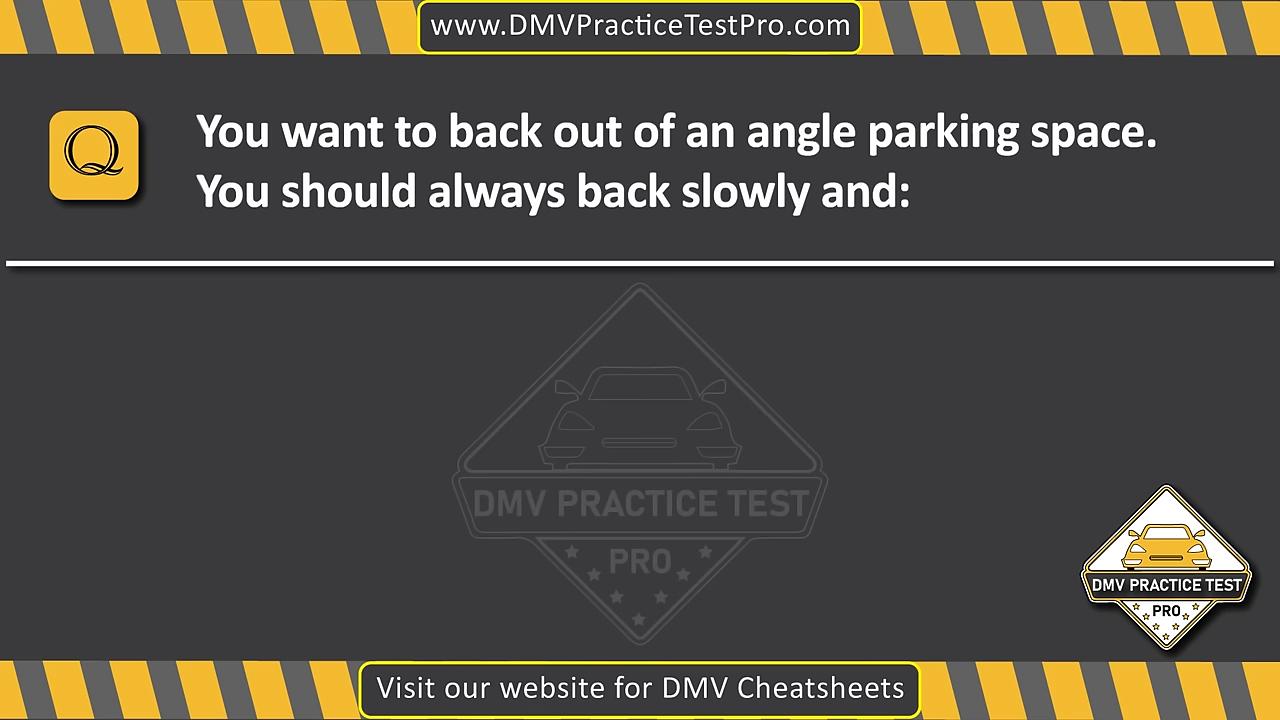 www.DMVPracticeTestPro.com
Q
You want to back out of an angle parking space.
You should always back slowly and:
DMV PRACTICE TEST
PRO
DMV PRACTICE TEST
PRO
Visit our website for DMV Cheatsheets